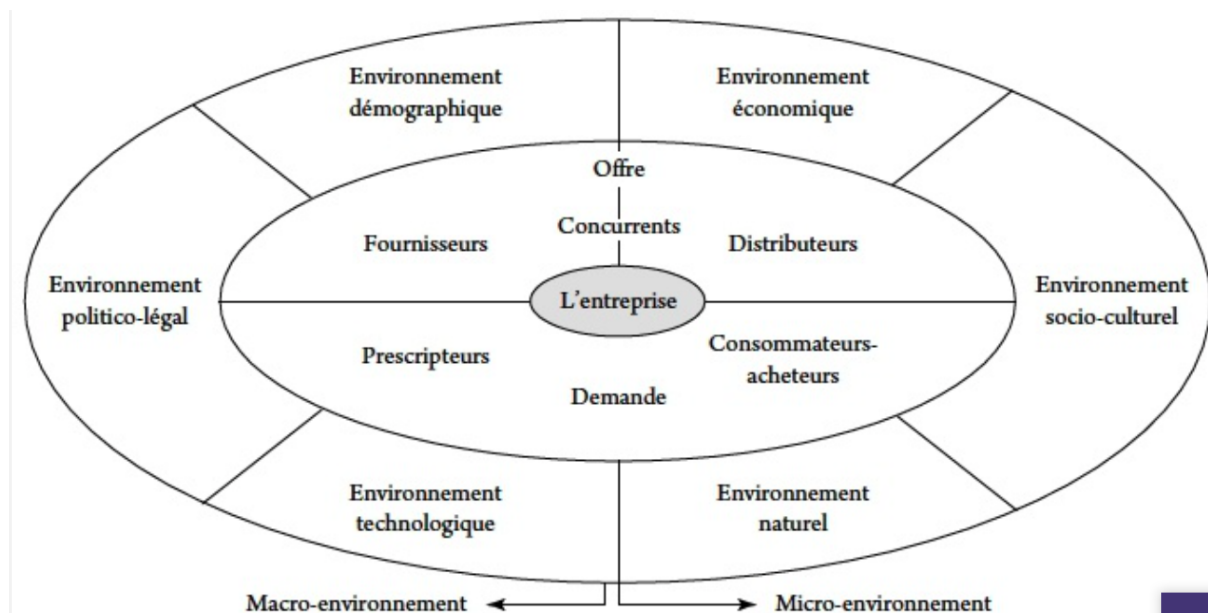 Environnement
démographique
Environnement
économique
Offre
Concurrents
Fournisseurs
Distributeurs
Environnement
politico-légal
L'entreprise
Environnement
socio-culturel
Prescripteurs
Consommateurs-
acheteurs
Demande
Environnement
technologique
Environnement
naturel
Macro-environnement
Micro-environnement